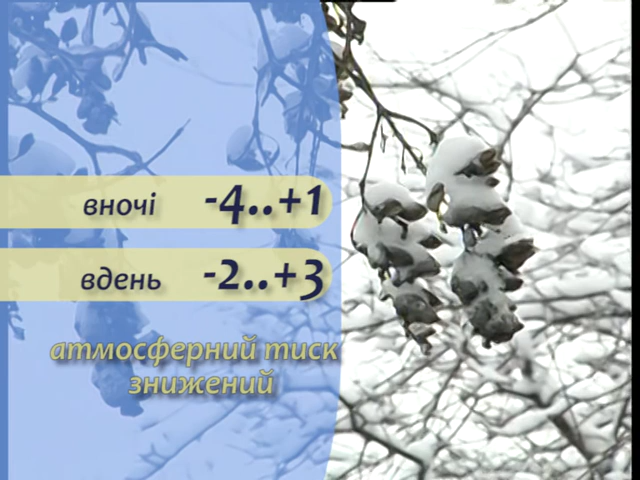 вночі -4..+1
вдень -2..+3
атмосферний тиск
знижений